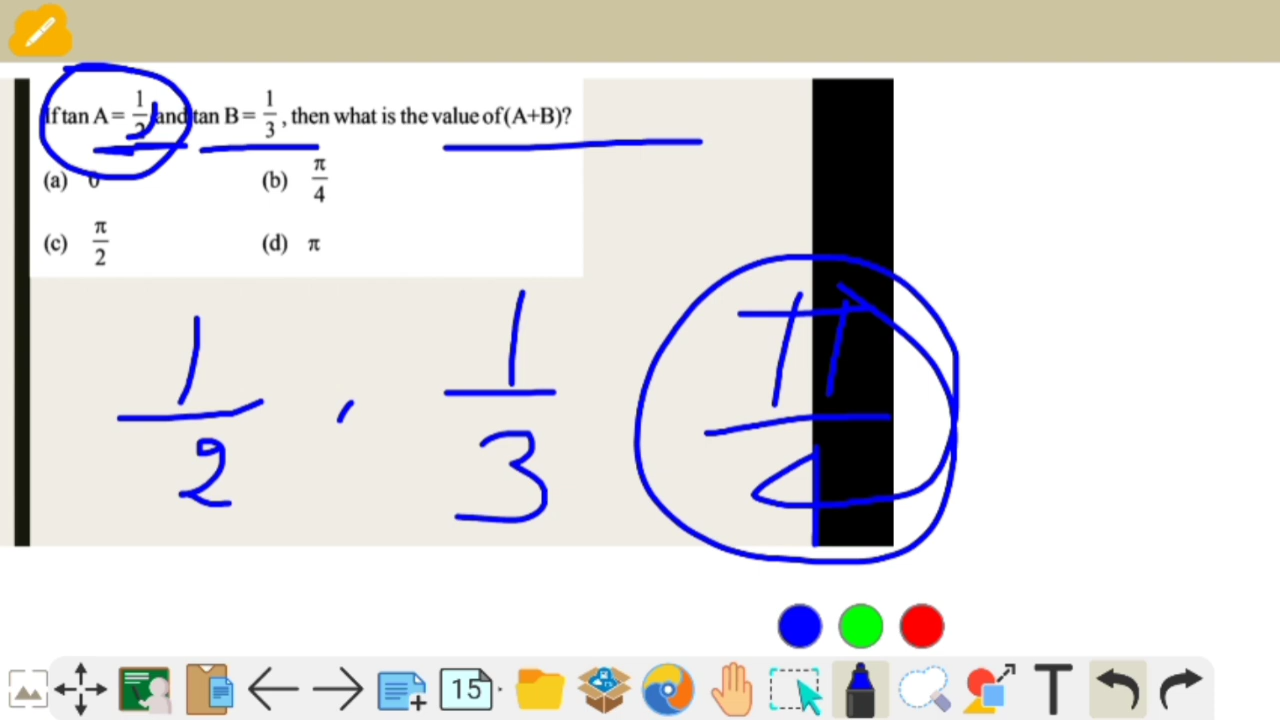 If tan A = 1/2 and tan B = 1/3, then what is the value of (A+B)?
(a) 0 (b) π/4
(c) π/2 (d) π
1/2 , 1/3 π/4
15 T